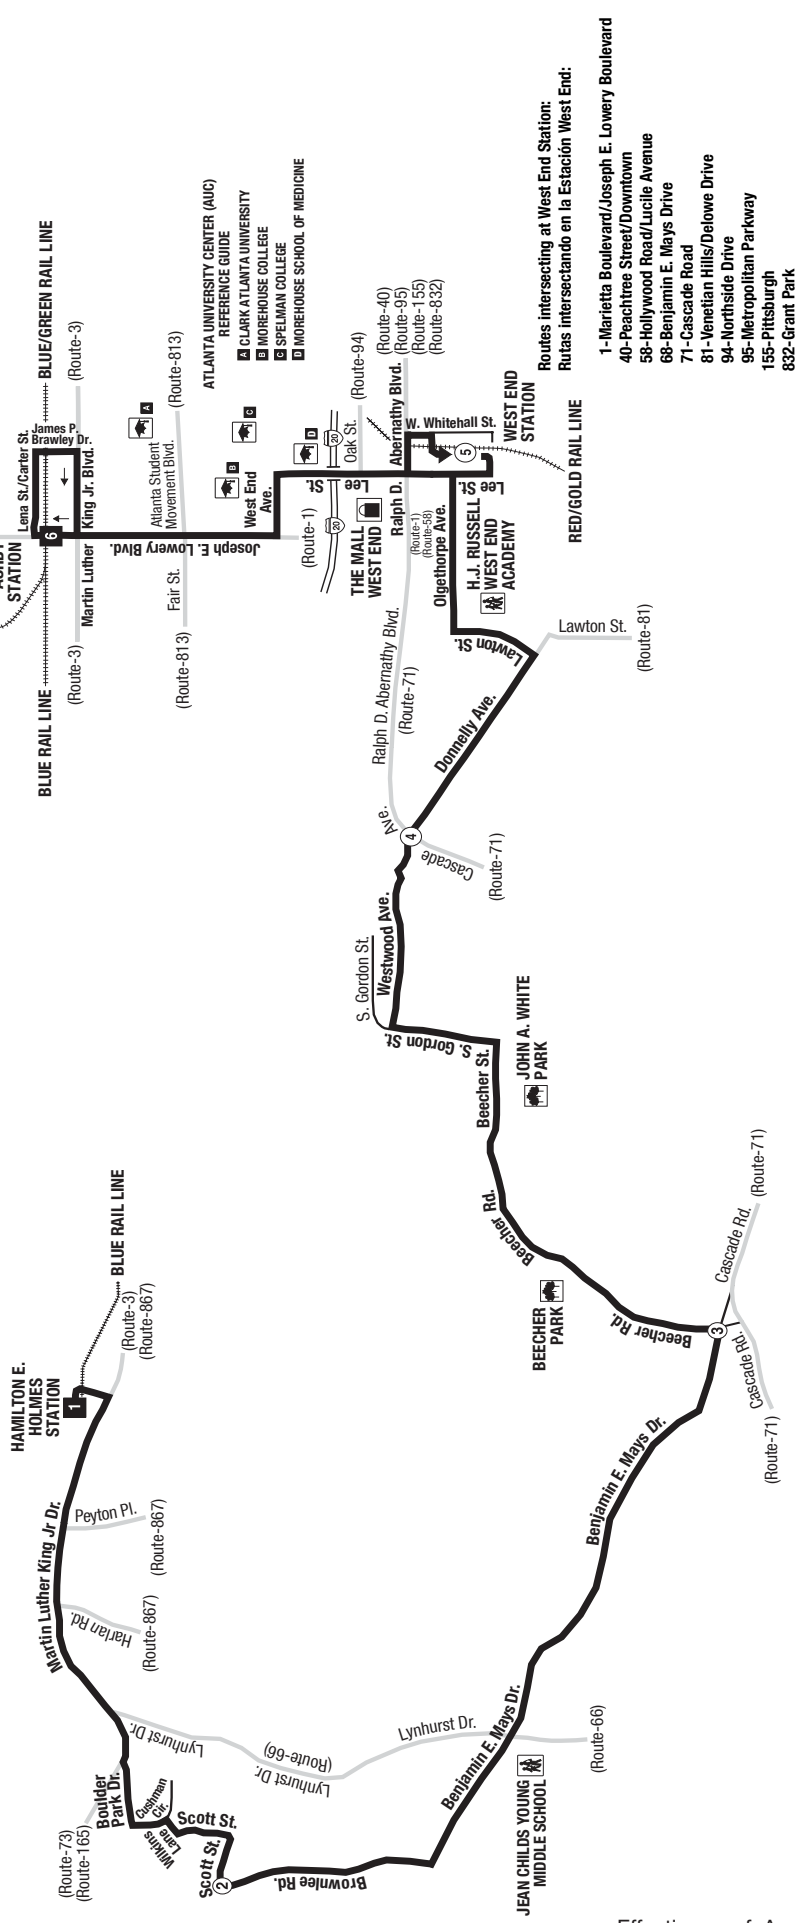 HAMILTON E.
HOLMES
STATION
1
BLUE RAIL LINE
(Route-3)
(Route-867)
Martin Luther King Jr Dr.
Peyton Pl.
(Route-867)
Harlan Rd.
(Route-867)
Lynhurst Dr.
(Route-66)
Lynhurst Dr.
Lynhurst Dr.
(Route-66)
(Route-73)
(Route-165)
Boulder
Park Dr.
Cushman
Cir.
Wilkins
Lane
Scott St.
Scott St.
2
Brownlee Rd.
Benjamin E. Mays Dr.
JEAN CHILDS YOUNG
MIDDLE SCHOOL
Benjamin E. Mays Dr.
3
Cascade Rd.
(Route-71)
Cascade Rd.
(Route-71)
Beecher Rd.
BEECHER
PARK
Beecher Rd.
Beecher St.
JOHN A. WHITE
PARK
S. Gordon St.
S. Gordon St.
Westwood Ave.
4
Cascade
Ave.
(Route-71)
Ralph D. Abernathy Blvd.
(Route-71)
Donnelly Ave.
Lawton St.
Lawton St.
(Route-81)
H.J. RUSSELL
WEST END
ACADEMY
Olgethorpe Ave.
(Route-1)
(Route-58)
Ralph D.
Abernathy Blvd.
(Route-40)
(Route-95)
(Route-155)
(Route-832)
Lee St.
W. Whitehall St.
5
WEST END
STATION
RED/GOLD RAIL LINE
THE MALL
WEST END
20
20
Oak St.
(Route-94)
Lee St.
West End
Ave.
(Route-1)
Joseph E. Lowery Blvd.
A
B
C
D
Fair St.
(Route-813)
Atlanta Student
Movement Blvd.
(Route-813)
Martin Luther
King Jr. Blvd.
(Route-3)
(Route-3)
BLUE RAIL LINE
STATION
6
Lena St./Carter St.
James P.
Brawley Dr.
BLUE/GREEN RAIL LINE
ATLANTA UNIVERSITY CENTER (AUC)
REFERENCE GUIDE
A CLARK ATLANTA UNIVERSITY
B MOREHOUSE COLLEGE
C SPELMAN COLLEGE
D MOREHOUSE SCHOOL OF MEDICINE
Routes intersecting at West End Station:
Rutas intersectando en la Estación West End:
1-Marietta Boulevard/Joseph E. Lowery Boulevard
40-Peachtree Street/Downtown
58-Hollywood Road/Lucile Avenue
68-Benjamin E. Mays Drive
71-Cascade Road
81-Venetian Hills/Delowe Drive
94-Northside Drive
95-Metropolitan Parkway
155-Pittsburgh
832-Grant Park